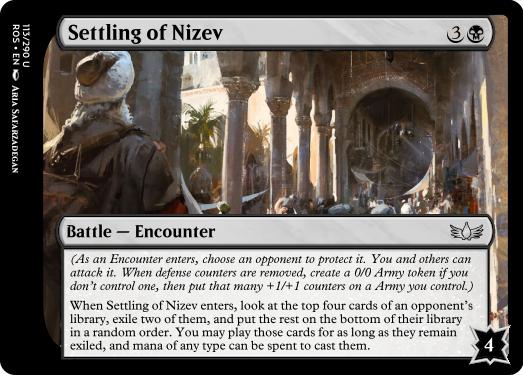 Settling of Nizev
3
Battle — Encounter
(As an Encounter enters, choose an opponent to protect it. You and others can
attack it. When defense counters are removed, create a 0/0 Army token if you
don't control one, then put that many +1/+1 counters on a Army you control.)
When Settling of Nizev enters, look at the top four cards of an opponent's
library, exile two of them, and put the rest on the bottom of their library
in a random order. You may play those cards for as long as they remain
exiled, and mana of any type can be spent to cast them.
4
113/290 U
ROS • EN Aria Safarzadegan